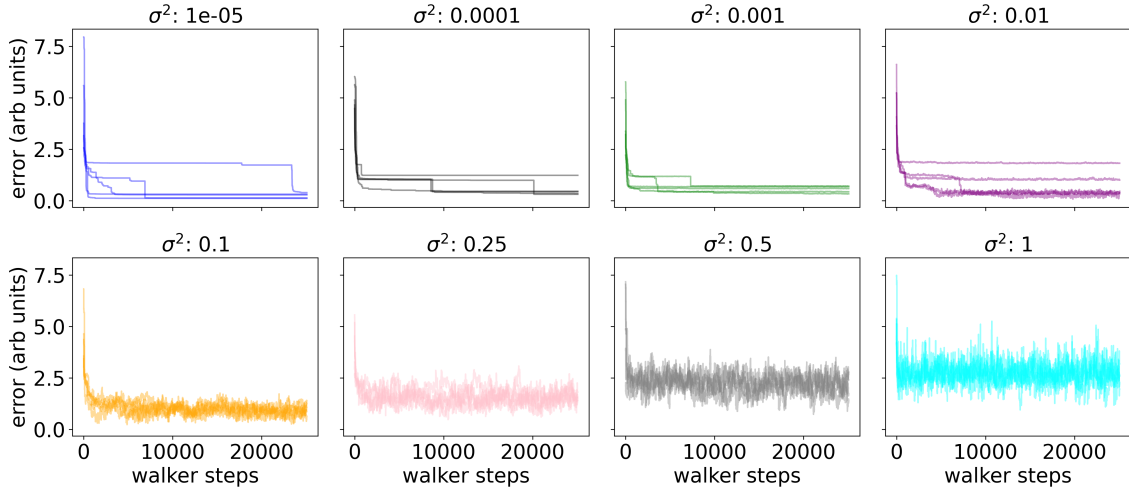 σ²: 1e-05 σ²: 0.0001 σ²: 0.001 σ²: 0.01
error (arb units)
7.5
5.0
2.5
0.0
σ²: 0.1 σ²: 0.25 σ²: 0.5 σ²: 1
error (arb units)
7.5
5.0
2.5
0.0
0 10000 20000 0 10000 20000 0 10000 20000 0 10000 20000
walker steps walker steps walker steps walker steps